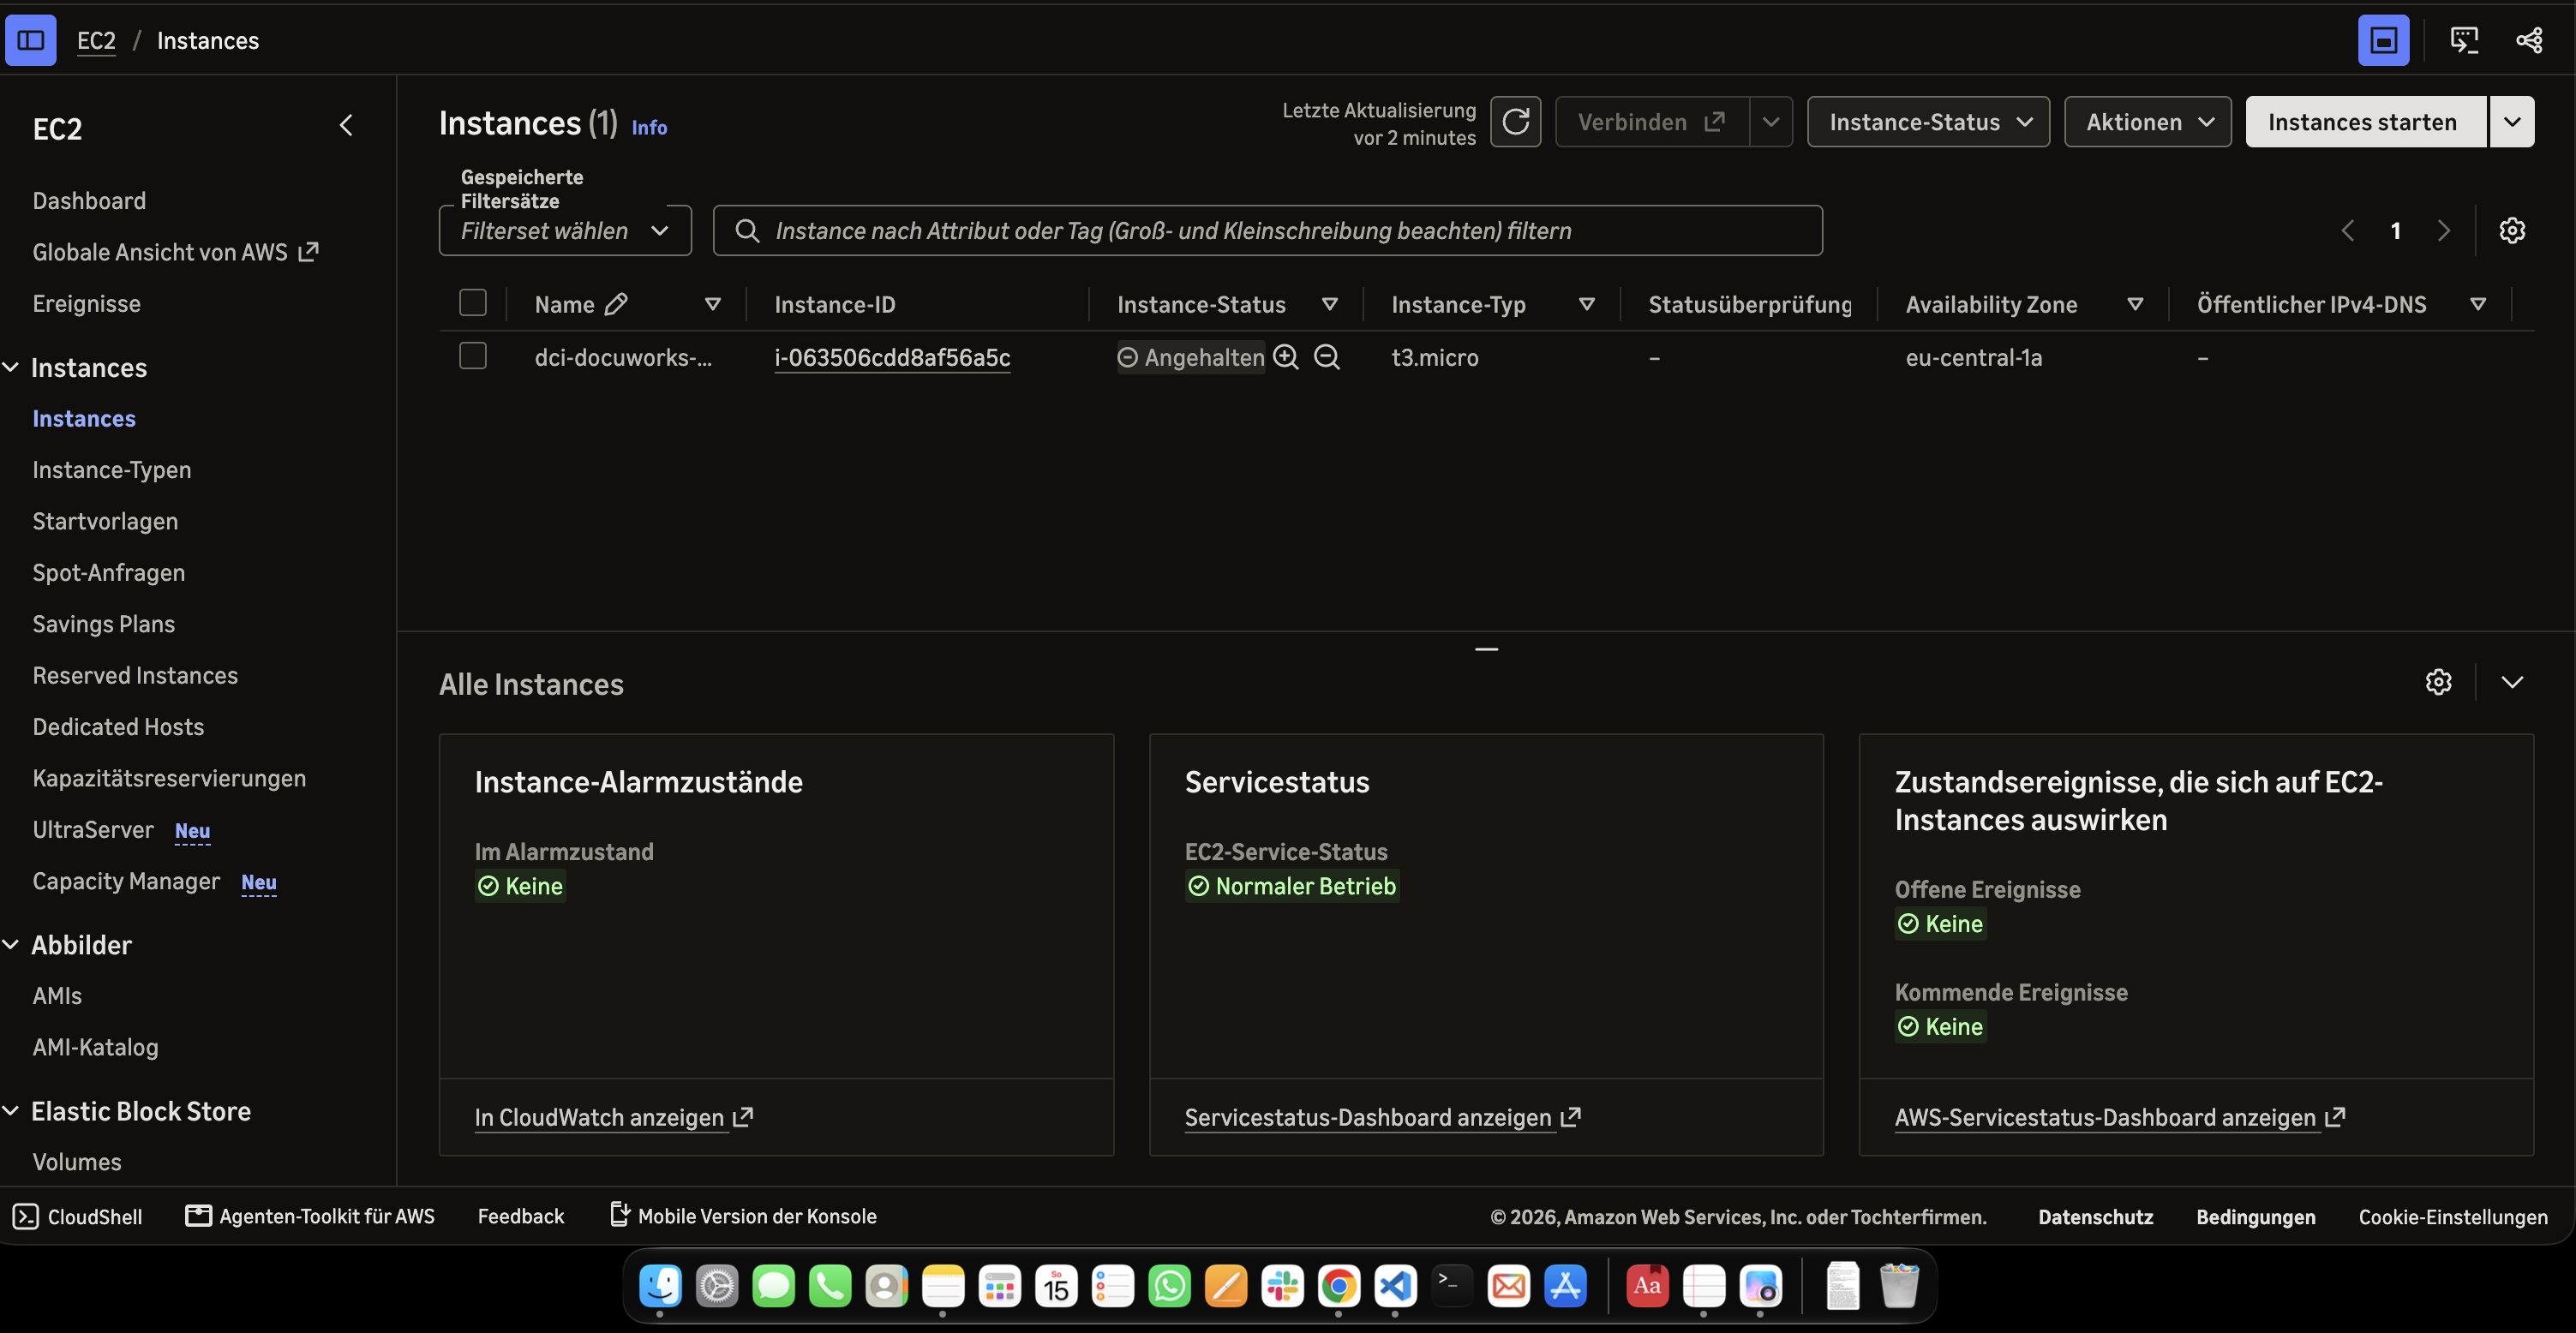 EC2 / Instances
EC2
Dashboard
Globale Ansicht von AWS
Ereignisse
Instances
Instances
Instance-Typen
Startvorlagen
Spot-Anfragen
Savings Plans
Reserved Instances
Dedicated Hosts
Kapazitätsreservierungen
UltraServer Neu
Capacity Manager Neu
Abbilder
AMIs
AMI-Katalog
Elastic Block Store
Volumes
Instances (1) Info
Letzte Aktualisierung
vor 2 minutes
Verbinden
Instance-Status
Aktionen
Instances starten
Gespeicherte
Filtersätze
Filterset wählen
Instance nach Attribut oder Tag (Groß- und Kleinschreibung beachten) filtern
1
Name Instance-ID Instance-Status Instance-Typ Statusüberprüfung Availability Zone Öffentlicher IPv4-DNS
dci-docuworks-... i-063506cdd8af56a5c Angehalten t3.micro – eu-central-1a –
Alle Instances
Instance-Alarmzustände
Im Alarmzustand
Keine
In CloudWatch anzeigen
Servicestatus
EC2-Service-Status
Normaler Betrieb
Servicestatus-Dashboard anzeigen
Zustandsereignisse, die sich auf EC2-
Instances auswirken
Offene Ereignisse
Keine
Kommende Ereignisse
Keine
AWS-Servicestatus-Dashboard anzeigen
CloudShell Agenten-Toolkit für AWS Feedback Mobile Version der Konsole © 2026, Amazon Web Services, Inc. oder Tochterfirmen. Datenschutz Bedingungen Cookie-Einstellungen
So
15
Aa